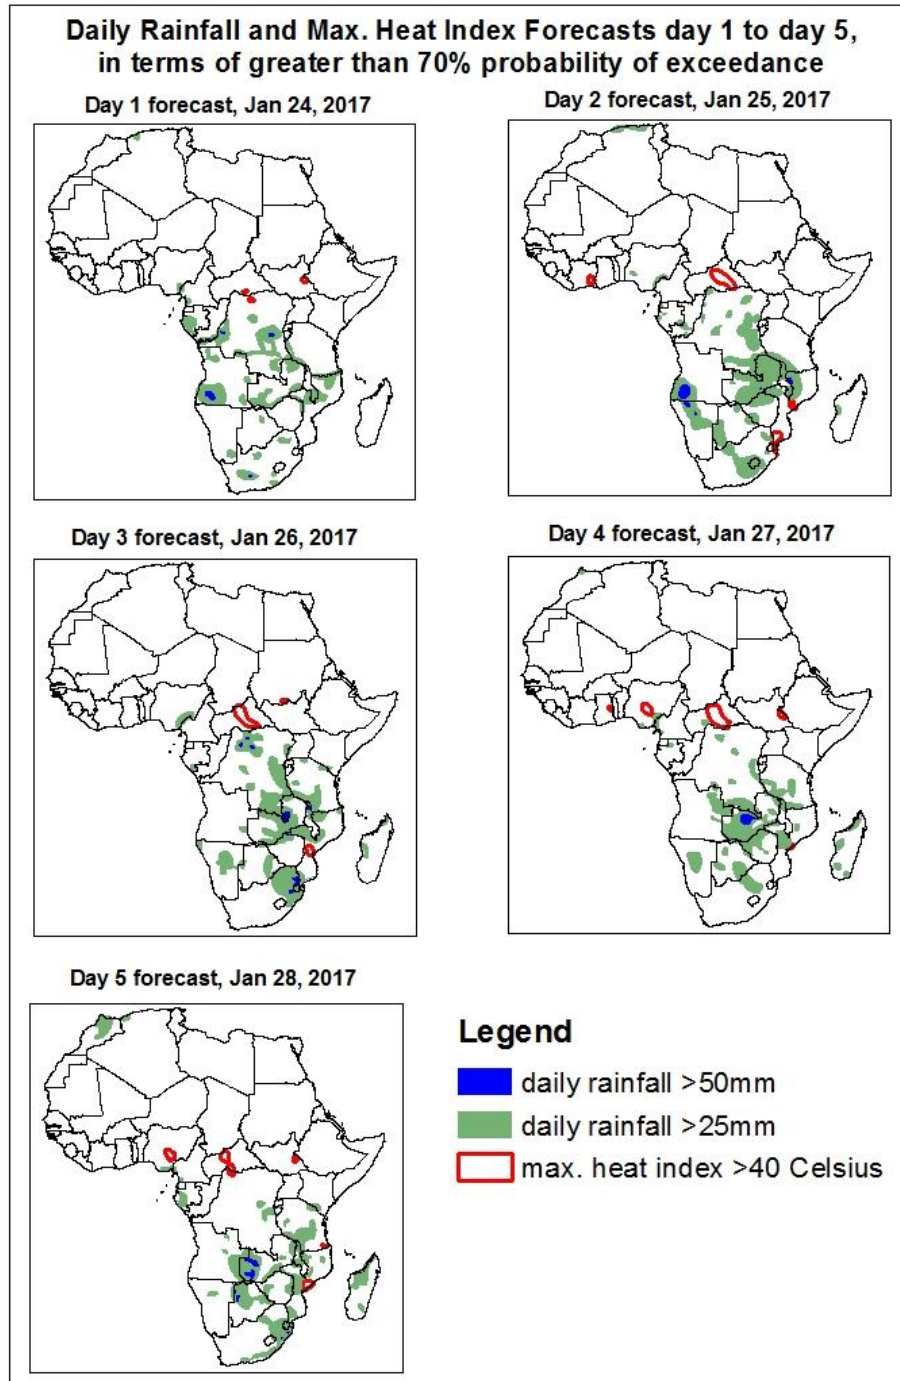 Daily Rainfall and Max. Heat Index Forecasts day 1 to day 5,
in terms of greater than 70% probability of exceedance
Day 1 forecast, Jan 24, 2017
Day 2 forecast, Jan 25, 2017
Day 3 forecast, Jan 26, 2017
Day 4 forecast, Jan 27, 2017
Day 5 forecast, Jan 28, 2017
Legend
daily rainfall >50mm
daily rainfall >25mm
max. heat index >40 Celsius